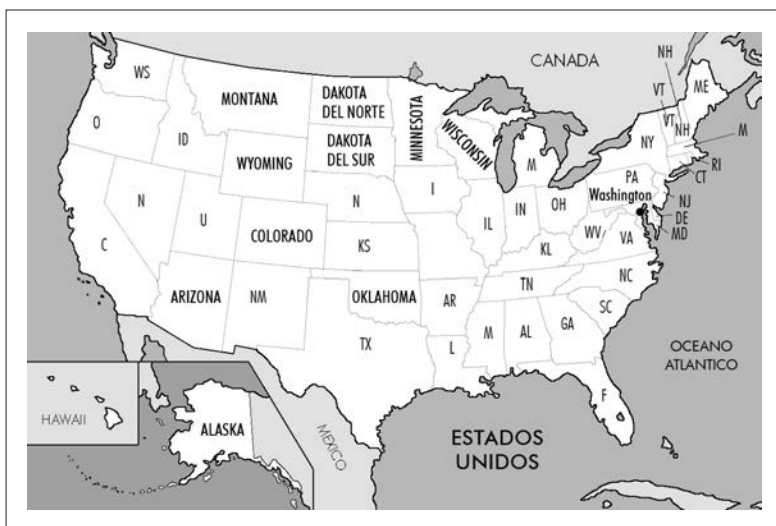 CANADA
NH
VT
ME
WS
MONTANA
DAKOTA
DEL NORTE
MINNESOTA
WISCONSIN
VT
NH
M
O
ID
DAKOTA
DEL SUR
M
NY
RI
WYOMING
PA
CT
N
N
I
Washington
NJ
U
IL
IN
OH
DE
COLORADO
WV
MD
C
KS
KL
VA
ARIZONA
NM
OKLAHOMA
AR
TN
NC
SC
TX
L
M
AL
GA
OCEANO
ATLANTICO
F
HAWAII
ALASKA
MEXICO
ESTADOS
UNIDOS